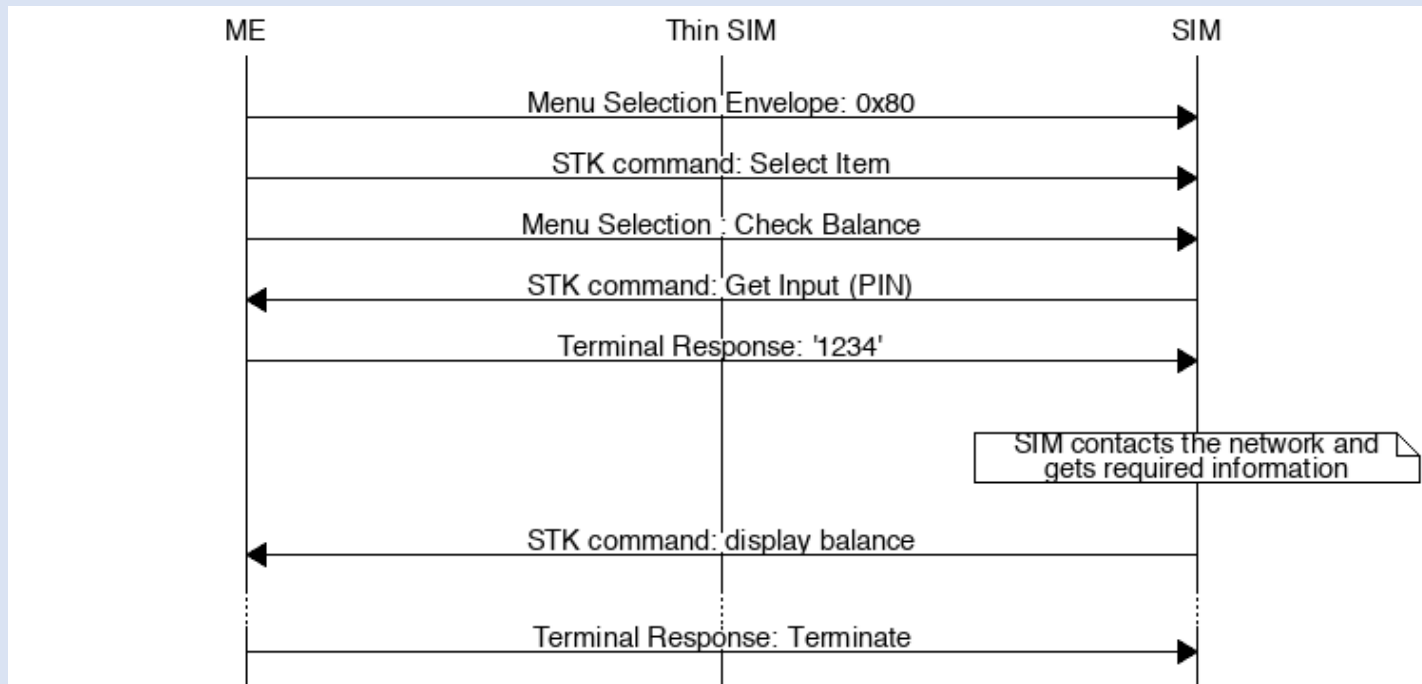 ME Thin SIM SIM
Menu Selection Envelope: 0x80
STK command: Select Item
Menu Selection : Check Balance
STK command: Get Input (PIN)
Terminal Response: '1234'
SIM contacts the network and
gets required information
STK command: display balance
Terminal Response: Terminate